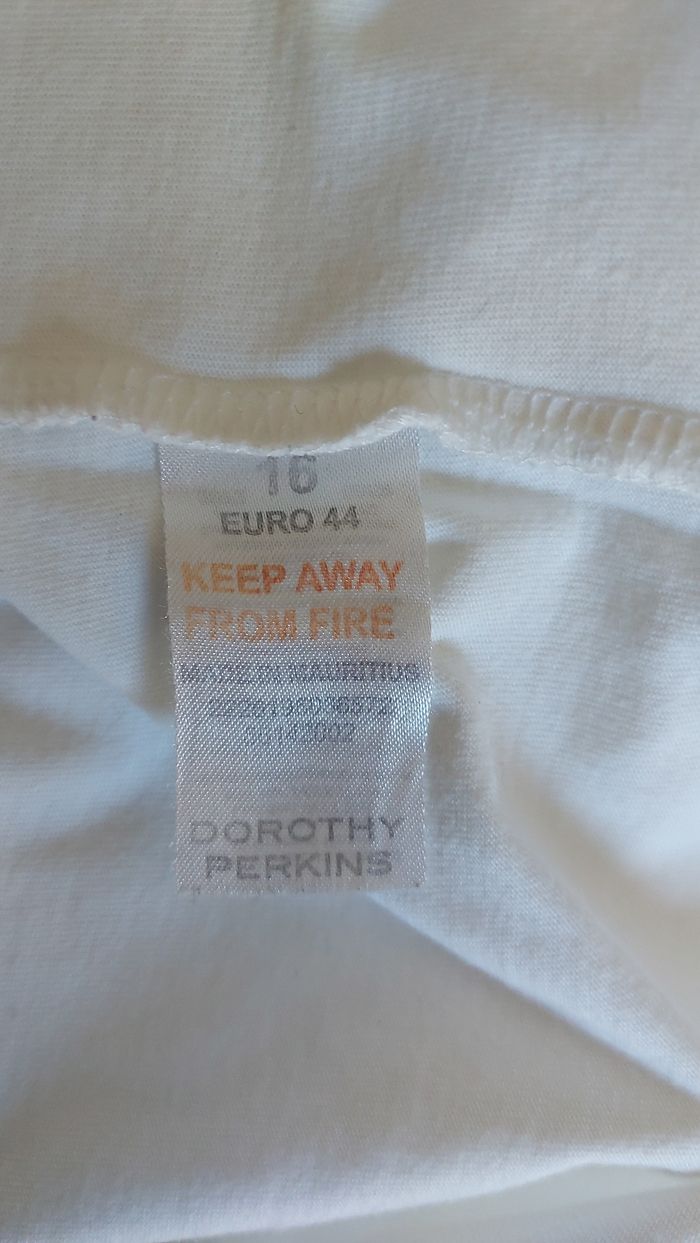 16
EURO 44
KEEP AWAY
FROM FIRE
MADE IN MAURITIUS
DOROTHY
PERKINS